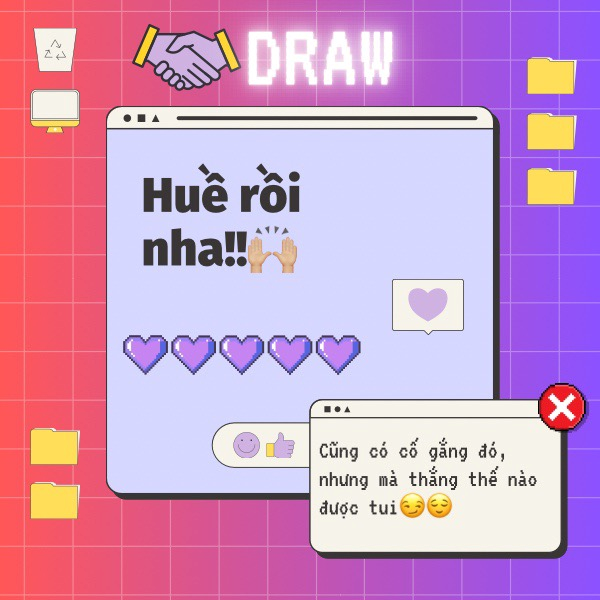 DRAW
Huề rồi
nha!!🙌🏼
Cũng có cố gắng đó,
nhưng mà thắng thế nào
được tui😏😌